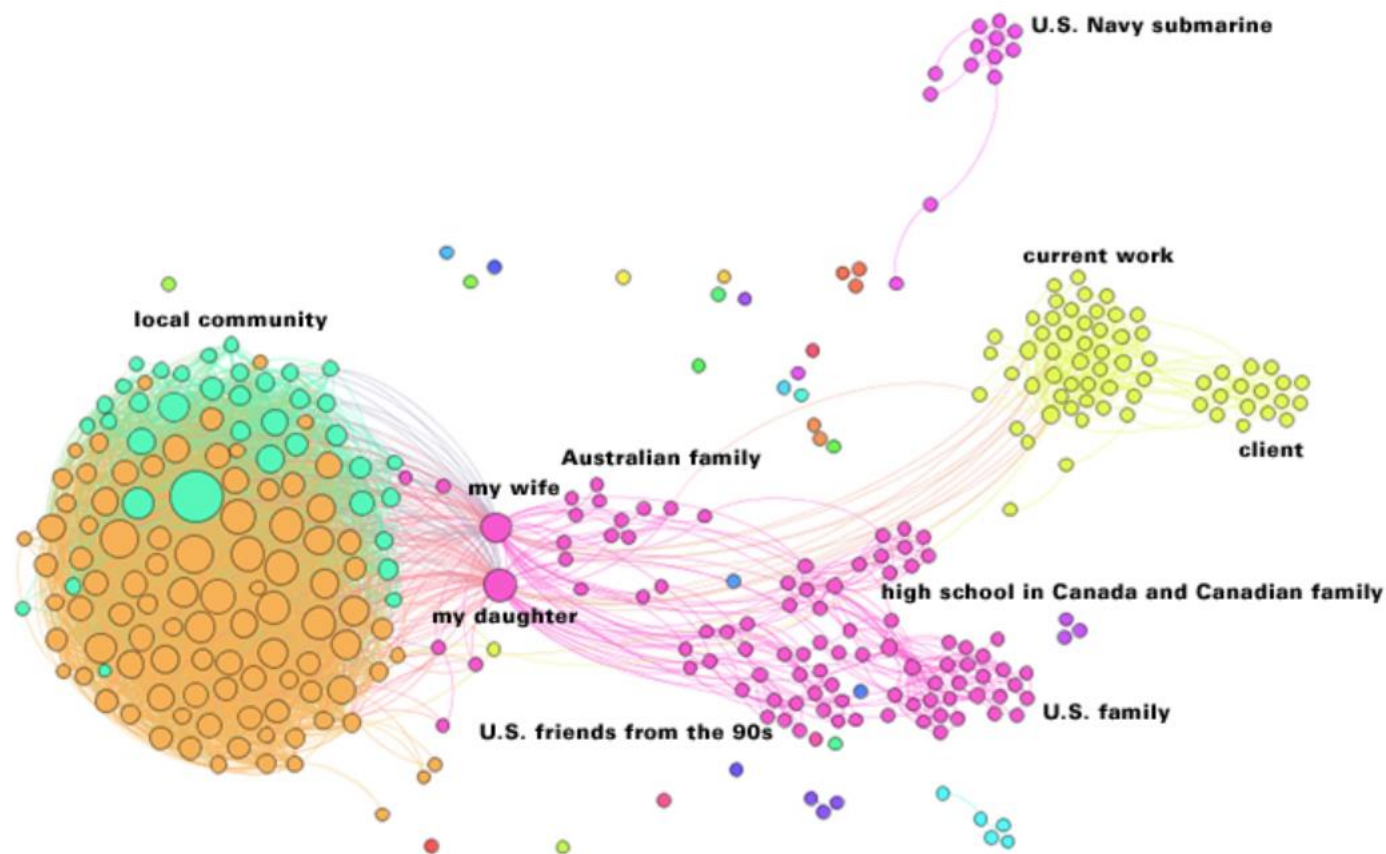 U.S. Navy submarine
current work
local community
client
Australian family
my wife
high school in Canada and Canadian family
my daughter
U.S. family
U.S. friends from the 90s